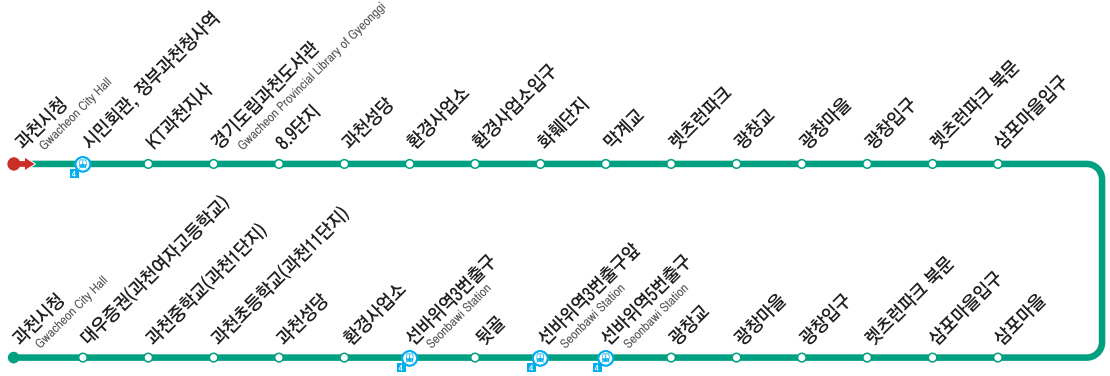 과천시청
Gwacheon City Hall
시민회관, 정부과천청사역
4
KT과천지사
경기도립과천도서관
Gwacheon Provincial Library of Gyeonggi
8.9단지
과천성당
환경사업소
환경사업소입구
화훼단지
막계교
렛츠런파크
광창교
광창마을
광창입구
렛츠런파크 북문
삼포마을입구
과천시청
Gwacheon City Hall
대우증권(과천여자고등학교)
과천중학교(과천1단지)
과천초등학교(과천11단지)
과천성당
환경사업소
선바위역3번출구
Seonbawi Station
4
뒷골
선바위역3번출구앞
Seonbawi Station
4
선바위역5번출구
Seonbawi Station
4
광창교
광창마을
광창입구
렛츠런파크 북문
삼포마을입구
삼포마을